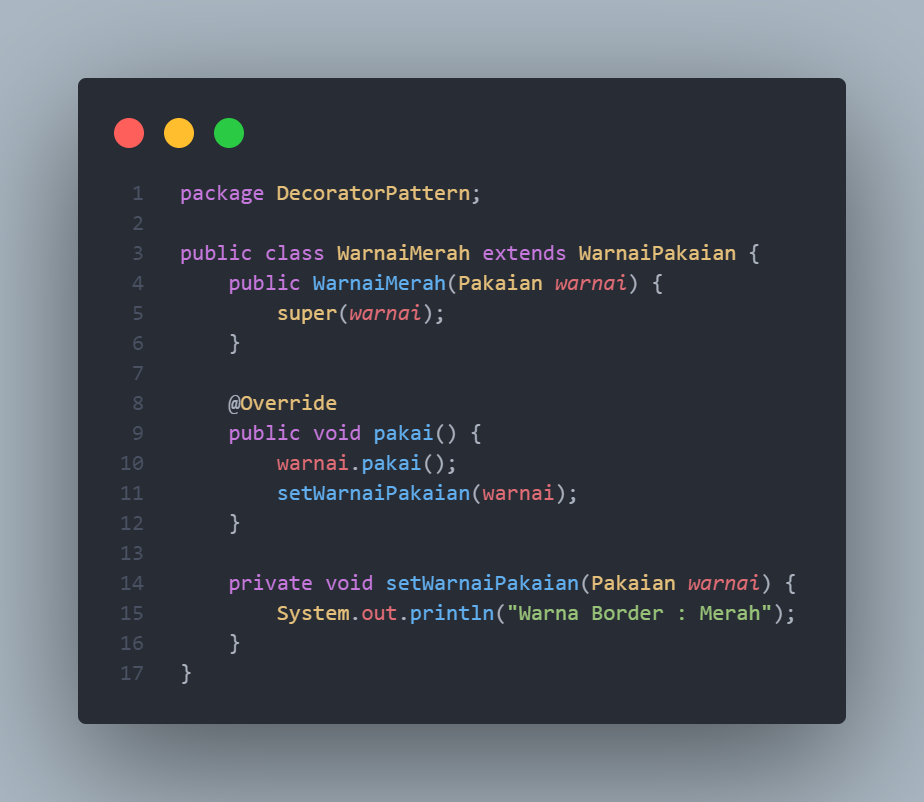 1 package DecoratorPattern;
2
3 public class WarnaiMerah extends WarnaiPakaian {
4     public WarnaiMerah(Pakaian warnai) {
5         super(warnai);
6     }
7
8     @Override
9     public void pakai() {
10         warnai.pakai();
11         setWarnaiPakaian(warnai);
12     }
13
14     private void setWarnaiPakaian(Pakaian warnai) {
15         System.out.println("Warna Border : Merah");
16     }
17 }